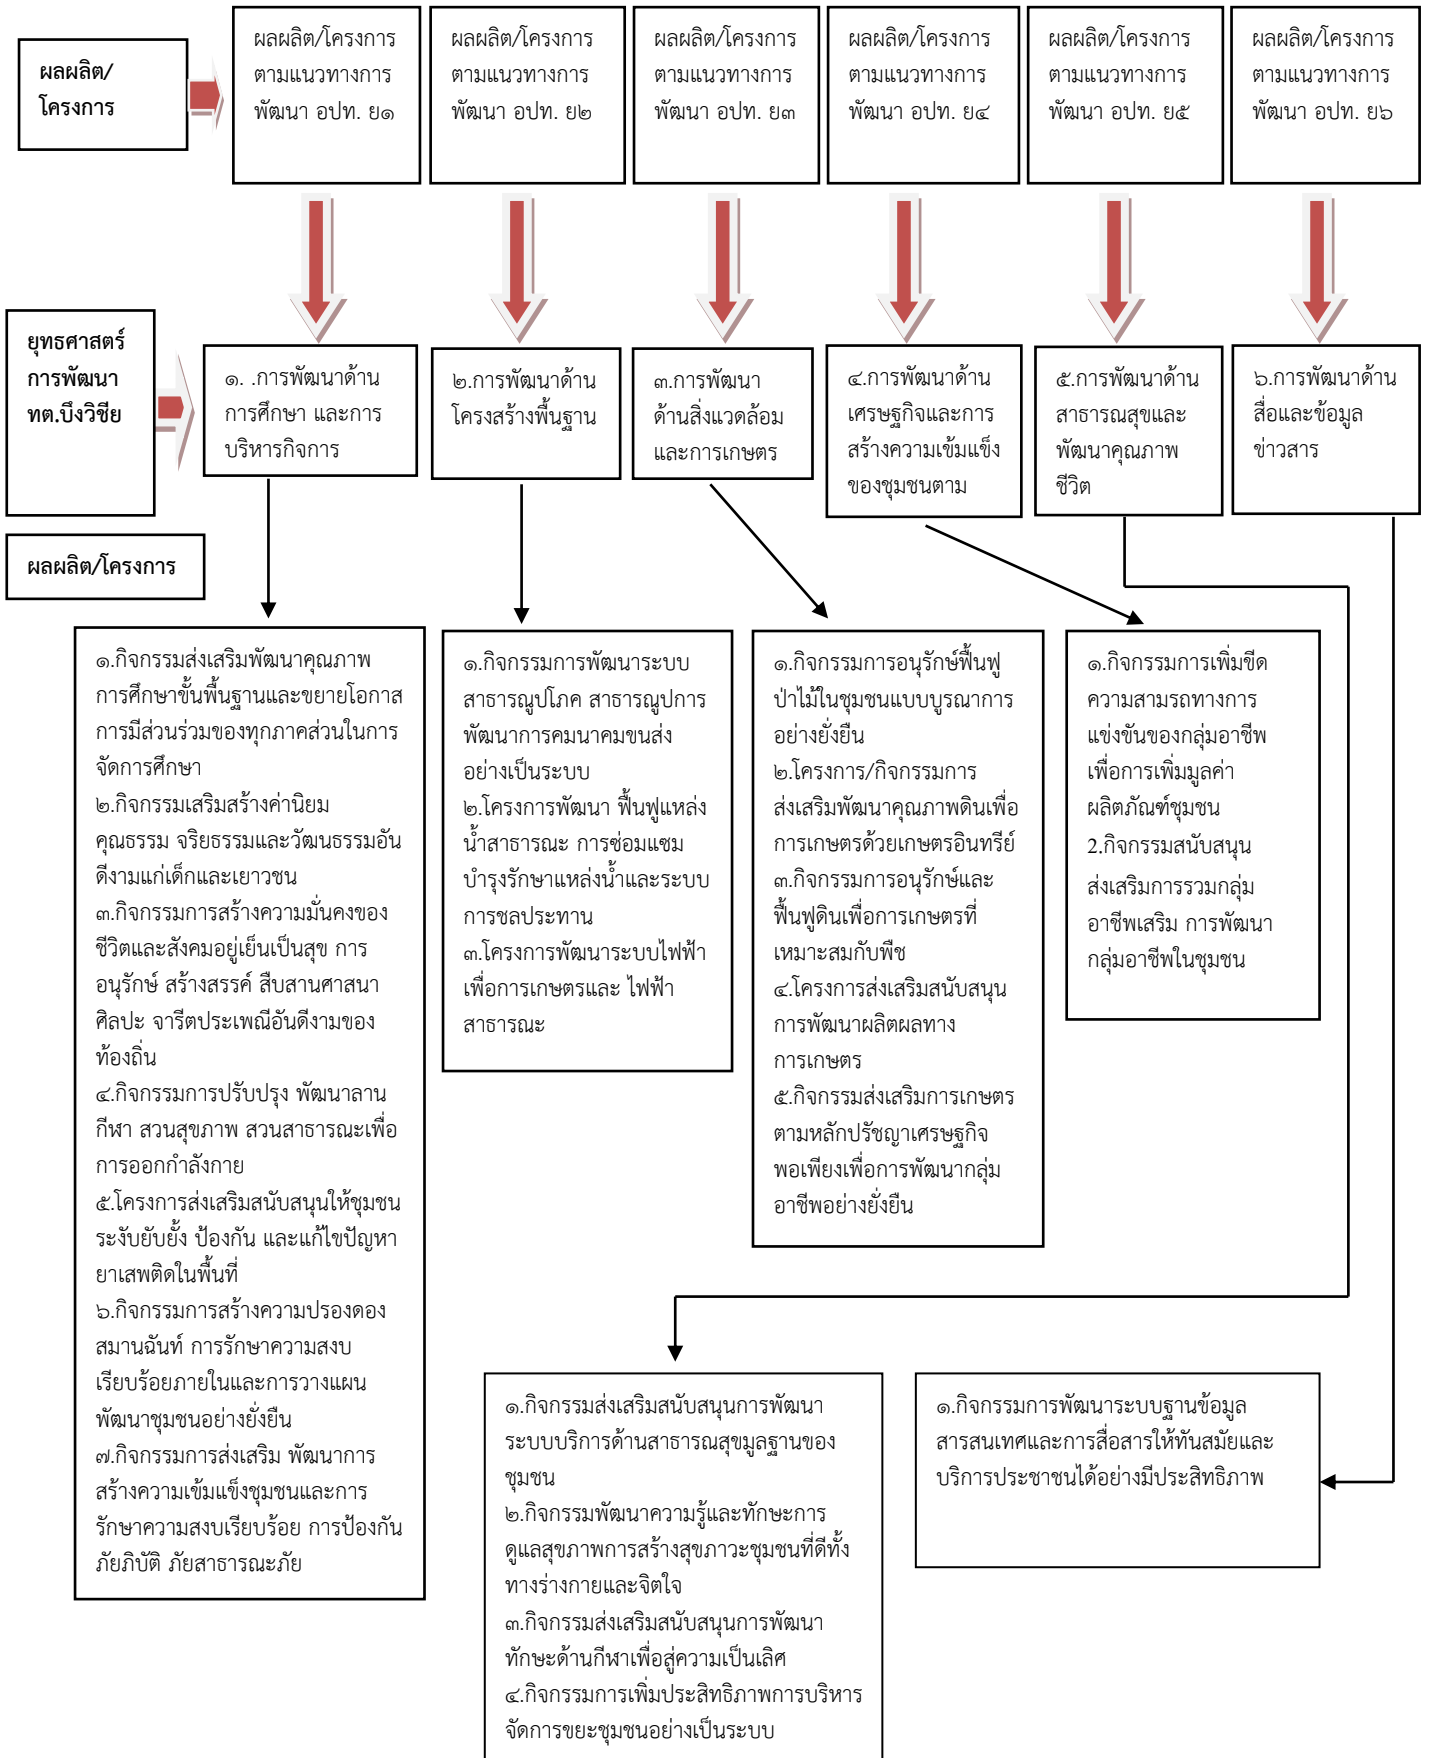 ผลผลิต/
โครงการ
ผลผลิต/โครงการ
ตามแนวทางการ
พัฒนา อปท. ย๑
ผลผลิต/โครงการ
ตามแนวทางการ
พัฒนา อปท. ย๒
ผลผลิต/โครงการ
ตามแนวทางการ
พัฒนา อปท. ย๓
ผลผลิต/โครงการ
ตามแนวทางการ
พัฒนา อปท. ย๔
ผลผลิต/โครงการ
ตามแนวทางการ
พัฒนา อปท. ย๕
ผลผลิต/โครงการ
ตามแนวทางการ
พัฒนา อปท. ย๖
ยุทธศาสตร์
การพัฒนา
ทต.บึงวิชัย
๑. .การพัฒนาด้าน
การศึกษา และการ
บริหารกิจการ
๒.การพัฒนาด้าน
โครงสร้างพื้นฐาน
๓.การพัฒนา
ด้านสิ่งแวดล้อม
และการเกษตร
๔.การพัฒนาด้าน
เศรษฐกิจและการ
สร้างความเข้มแข็ง
ของชุมชนตาม
๕.การพัฒนาด้าน
สาธารณสุขและ
พัฒนาคุณภาพ
ชีวิต
๖.การพัฒนาด้าน
สื่อและข้อมูล
ข่าวสาร
ผลผลิต/โครงการ
๑.กิจกรรมส่งเสริมพัฒนาคุณภาพ
การศึกษาขั้นพื้นฐานและขยายโอกาส
การมีส่วนร่วมของทุกภาคส่วนในการ
จัดการศึกษา
๒.กิจกรรมเสริมสร้างค่านิยม
คุณธรรม จริยธรรมและวัฒนธรรมอัน
ดีงามแก่เด็กและเยาวชน
๓.กิจกรรมการสร้างความมั่นคงของ
ชีวิตและสังคมอยู่เย็นเป็นสุข การ
อนุรักษ์ สร้างสรรค์ สืบสานศาสนา
ศิลปะ จารีตประเพณีอันดีงามของ
ท้องถิ่น
๔.กิจกรรมการปรับปรุง พัฒนาลาน
กีฬา สวนสุขภาพ สวนสาธารณะเพื่อ
การออกกำลังกาย
๕.โครงการส่งเสริมสนับสนุนให้ชุมชน
ระงับยับยั้ง ป้องกัน และแก้ไขปัญหา
ยาเสพติดในพื้นที่
๖.กิจกรรมการสร้างความปรองดอง
สมานฉันท์ การรักษาความสงบ
เรียบร้อยภายในและการวางแผน
พัฒนาชุมชนอย่างยั่งยืน
๗.กิจกรรมการส่งเสริม พัฒนาการ
สร้างความเข้มแข็งชุมชนและการ
รักษาความสงบเรียบร้อย การป้องกัน
ภัยภิบัติ ภัยสาธารณะภัย
๑.กิจกรรมการพัฒนาระบบ
สาธารณูปโภค สาธารณูปการ
พัฒนาการคมนาคมขนส่ง
อย่างเป็นระบบ
๒.โครงการพัฒนา ฟื้นฟูแหล่ง
น้ำสาธารณะ การซ่อมแซม
บำรุงรักษาแหล่งน้ำและระบบ
การชลประทาน
๓.โครงการพัฒนาระบบไฟฟ้า
เพื่อการเกษตรและ ไฟฟ้า
สาธารณะ
๑.กิจกรรมการอนุรักษ์ฟื้นฟู
ป่าไม้ในชุมชนแบบบูรณาการ
อย่างยั่งยืน
๒.โครงการ/กิจกรรมการ
ส่งเสริมพัฒนาคุณภาพดินเพื่อ
การเกษตรด้วยเกษตรอินทรีย์
๓.กิจกรรมการอนุรักษ์และ
ฟื้นฟูดินเพื่อการเกษตรที่
เหมาะสมกับพืช
๔.โครงการส่งเสริมสนับสนุน
การพัฒนาผลิตผลทาง
การเกษตร
๕.กิจกรรมส่งเสริมการเกษตร
ตามหลักปรัชญาเศรษฐกิจ
พอเพียงเพื่อการพัฒนากลุ่ม
อาชีพอย่างยั่งยืน
๑.กิจกรรมการเพิ่มขีด
ความสามรถทางการ
แข่งขันของกลุ่มอาชีพ
เพื่อการเพิ่มมูลค่า
ผลิตภัณฑ์ชุมชน
2.กิจกรรมสนับสนุน
ส่งเสริมการรวมกลุ่ม
อาชีพเสริม การพัฒนา
กลุ่มอาชีพในชุมชน
๑.กิจกรรมส่งเสริมสนับสนุนการพัฒนา
ระบบบริการด้านสาธารณสุขมูลฐานของ
ชุมชน
๒.กิจกรรมพัฒนาความรู้และทักษะการ
ดูแลสุขภาพการสร้างสุขภาวะชุมชนที่ดีทั้ง
ทางร่างกายและจิตใจ
๓.กิจกรรมส่งเสริมสนับสนุนการพัฒนา
ทักษะด้านกีฬาเพื่อสู่ความเป็นเลิศ
๔.กิจกรรมการเพิ่มประสิทธิภาพการบริหาร
จัดการขยะชุมชนอย่างเป็นระบบ
๑.กิจกรรมการพัฒนาระบบฐานข้อมูล
สารสนเทศและการสื่อสารให้ทันสมัยและ
บริการประชาชนได้อย่างมีประสิทธิภาพ